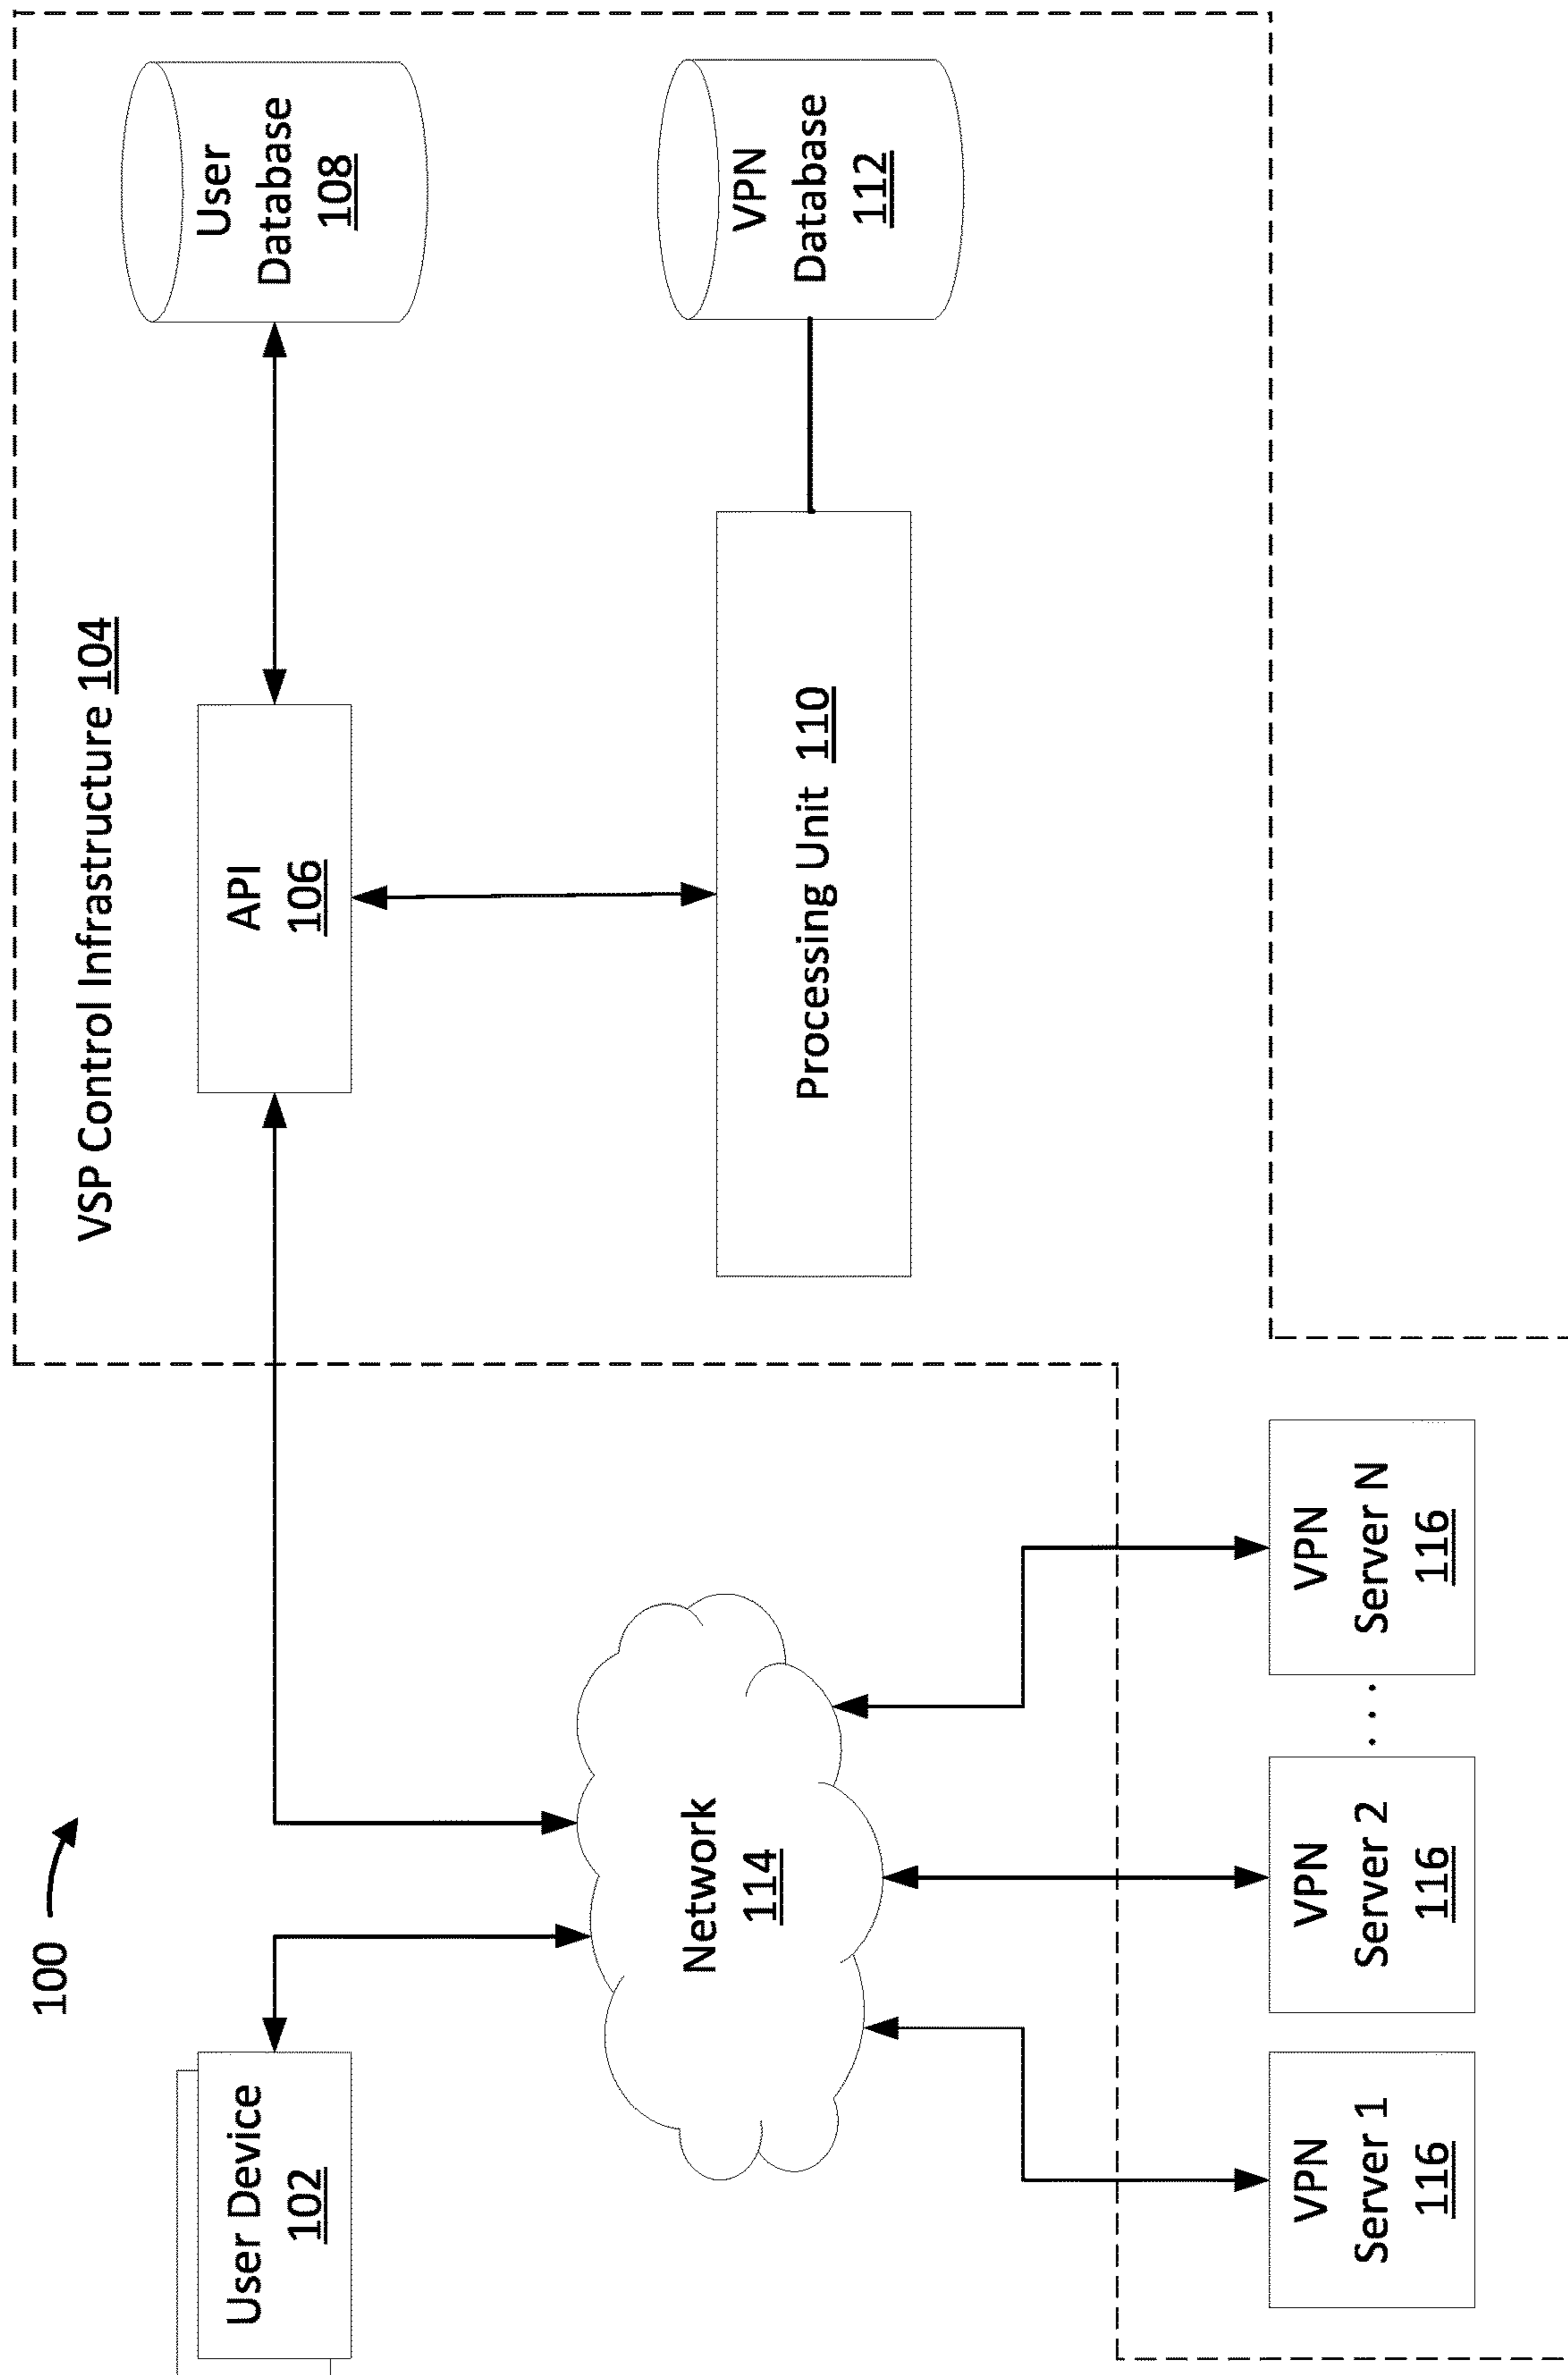 100
VSP Control Infrastructure 104
User Device
102
API
106
User
Database
108
Network
114
Processing Unit 110
VPN
Database
112
VPN
Server 1
116
VPN
Server 2
116
. . .
VPN
Server N
116